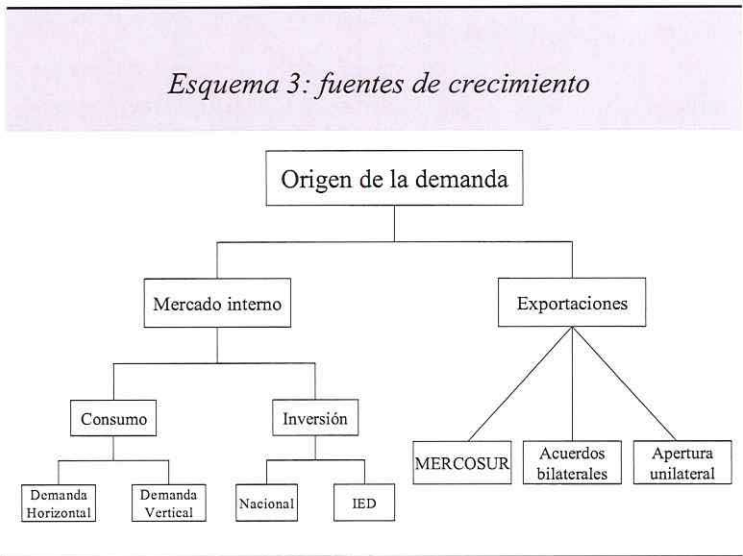 Esquema 3: fuentes de crecimiento
Origen de la demanda
Mercado interno
Exportaciones
Consumo
Inversión
MERCOSUR
Acuerdos
bilaterales
Apertura
unilateral
Demanda
Horizontal
Demanda
Vertical
Nacional
IED